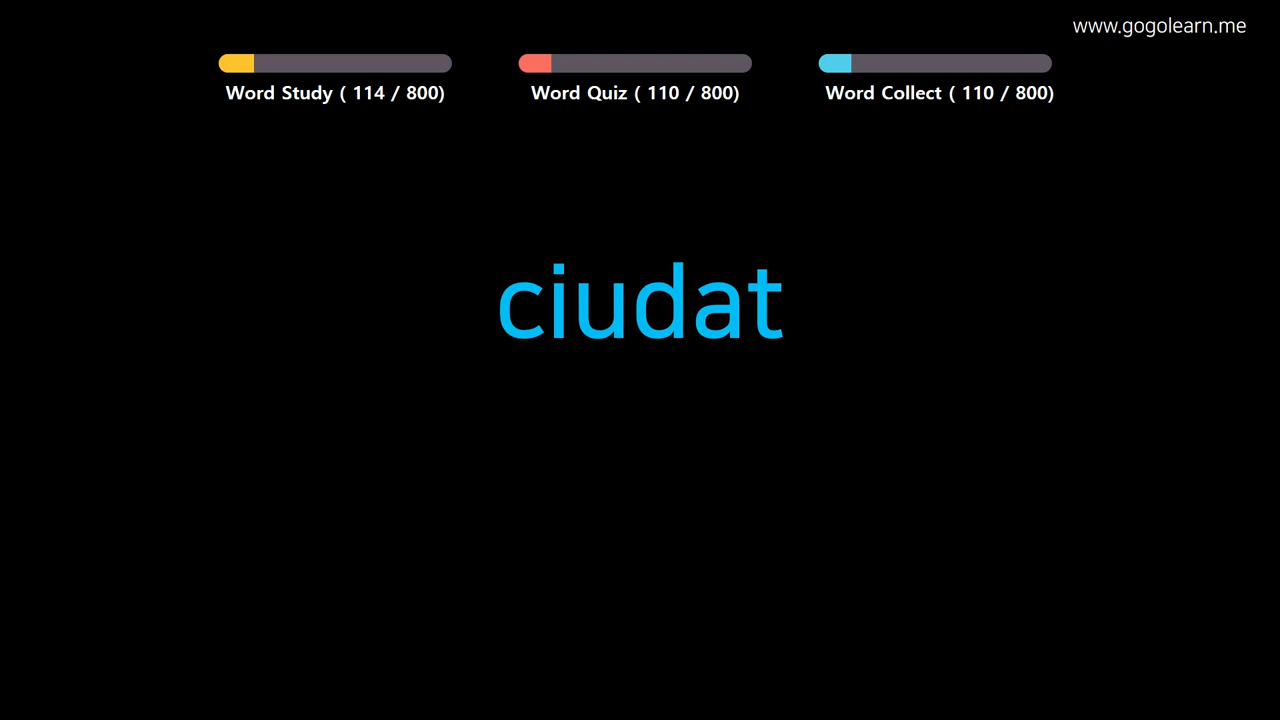 www.gogolearn.me
Word Study ( 114 / 800)
Word Quiz ( 110 / 800)
Word Collect ( 110 / 800)
ciudat